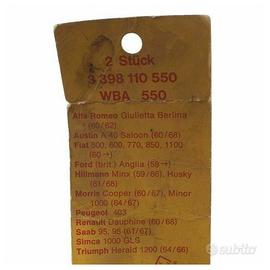 2 Stück
3 398 110 550
WBA 550
Alfa Romeo Giulietta Berlina
(60/62)
Austin A 40 Saloon (60/68)
Fiat 500, 600, 770, 850, 1100
(60→)
Ford (brit.) Anglia (59→)
Hillmann Minx (59/66), Husky
(61/68)
Morris Cooper (60/67), Minor
1000 (64/67)
Peugeot 403
Renault Dauphine (60/68)
Saab 95, 96 (61/67)
Simca 1000 GLS
Triumph Herald 1200 (64/66)
subito